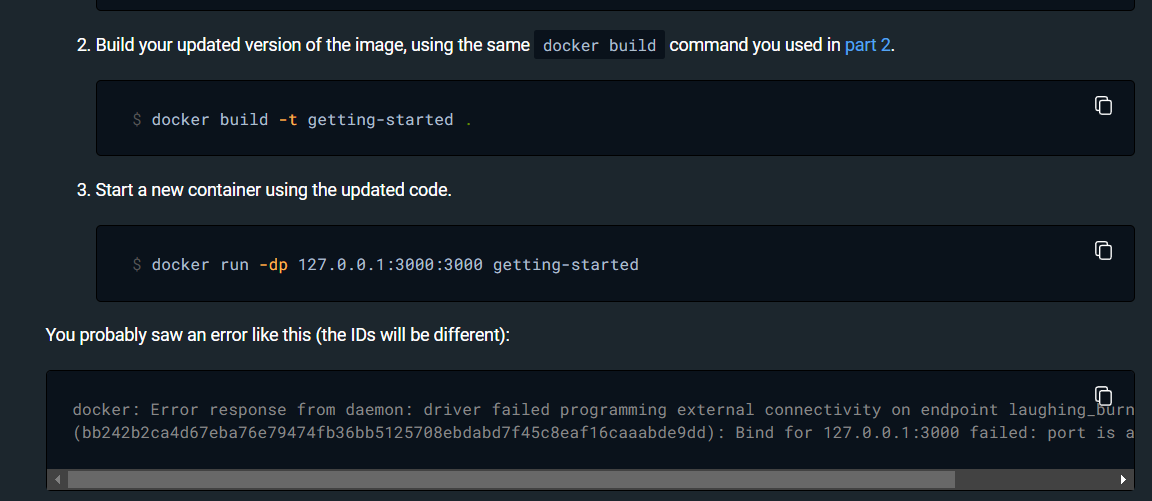 2. Build your updated version of the image, using the same docker build command you used in part 2.
$ docker build -t getting-started .
3. Start a new container using the updated code.
$ docker run -dp 127.0.0.1:3000:3000 getting-started
You probably saw an error like this (the IDs will be different):
docker: Error response from daemon: driver failed programming external connectivity on endpoint laughing_burn
(bb242b2ca4d67eba76e79474fb36bb5125708ebdabd7f45c8eaf16caaabde9dd): Bind for 127.0.0.1:3000 failed: port is a